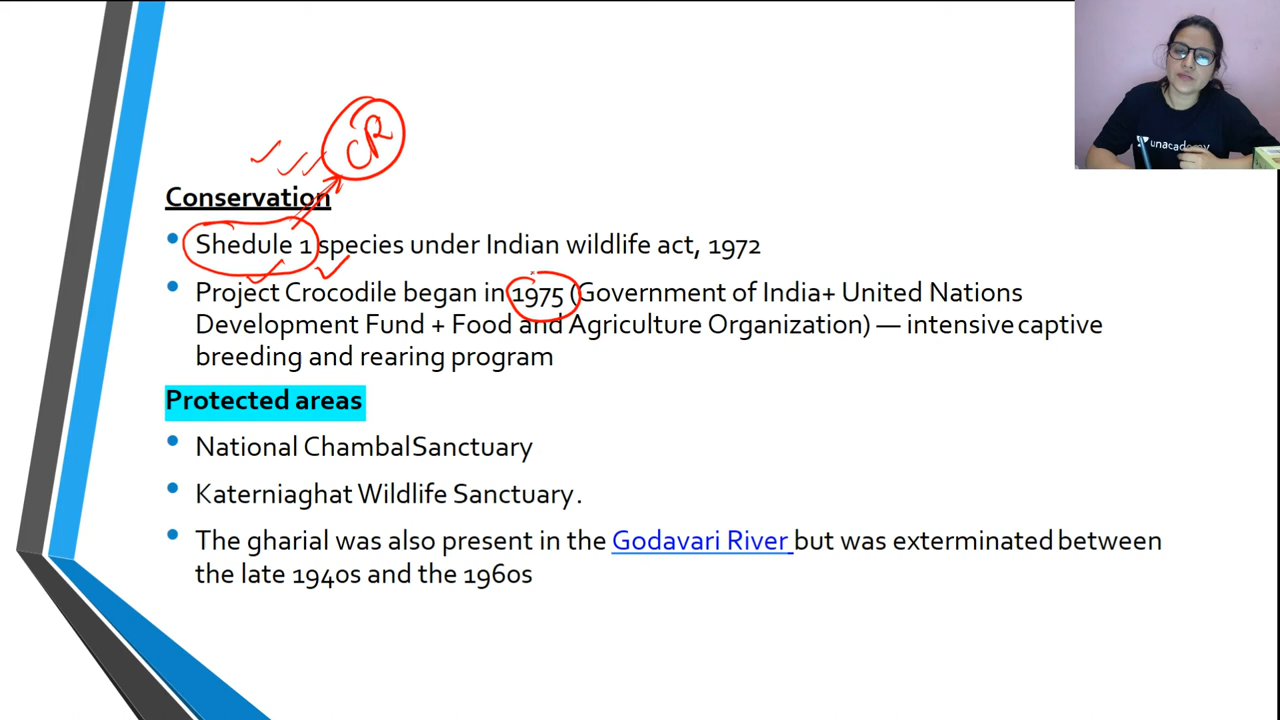 CR
unacademy
Conservation
Shedule 1 species under Indian wildlife act, 1972
Project Crocodile began in 1975 (Government of India+ United Nations
Development Fund + Food and Agriculture Organization) — intensive captive
breeding and rearing program
Protected areas
National Chambal Sanctuary
Katerniaghat Wildlife Sanctuary.
The gharial was also present in the Godavari River but was exterminated between
the late 1940s and the 1960s